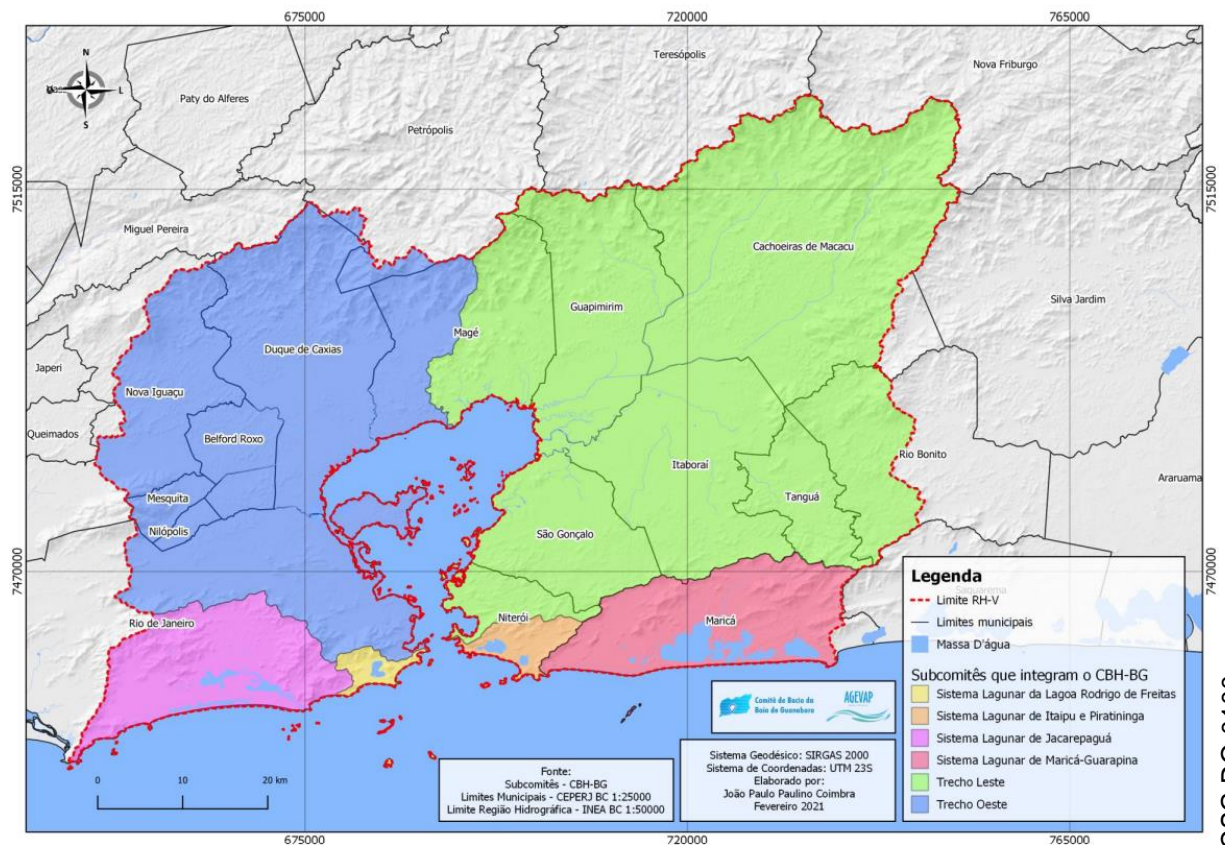 675000
720000
765000
Teresópolis
Nova Friburgo
N
L
S
Paty do Alferes
Petrópolis
7515000
7515000
Miguel Pereira
Cachoeiras de Macacu
Silva Jardim
Guapimirim
Magé
Duque de Caxias
Japeri
Nova Iguaçu
Queimados
Belford Roxo
Rio Bonito
Itaboraí
Araruama
Mesquita
Tanguá
Nilópolis
São Gonçalo
7470000
7470000
Saquarema
Niterói
Maricá
Rio de Janeiro
Legenda
Limite RH-V
Limites municipais
Massa D'água
Subcomitês que integram o CBH-BG
Sistema Lagunar da Lagoa Rodrigo de Freitas
Sistema Lagunar de Itaipu e Piratininga
Sistema Lagunar de Jacarepaguá
Sistema Lagunar de Maricá-Guarapina
Trecho Leste
Trecho Oeste
Comitê da Bacia da
Baía de Guanabara
AGEVAP
0 10 20 km
Fonte:
Subcomitês - CBH-BG
Limites Municipais - CEPERJ BC 1:25000
Limite Região Hidrográfica - INEA BC 1:50000
Sistema Geodésico: SIRGAS 2000
Sistema de Coordenadas: UTM 23S
Elaborado por:
João Paulo Paulino Coimbra
Fevereiro 2021
675000
720000
765000